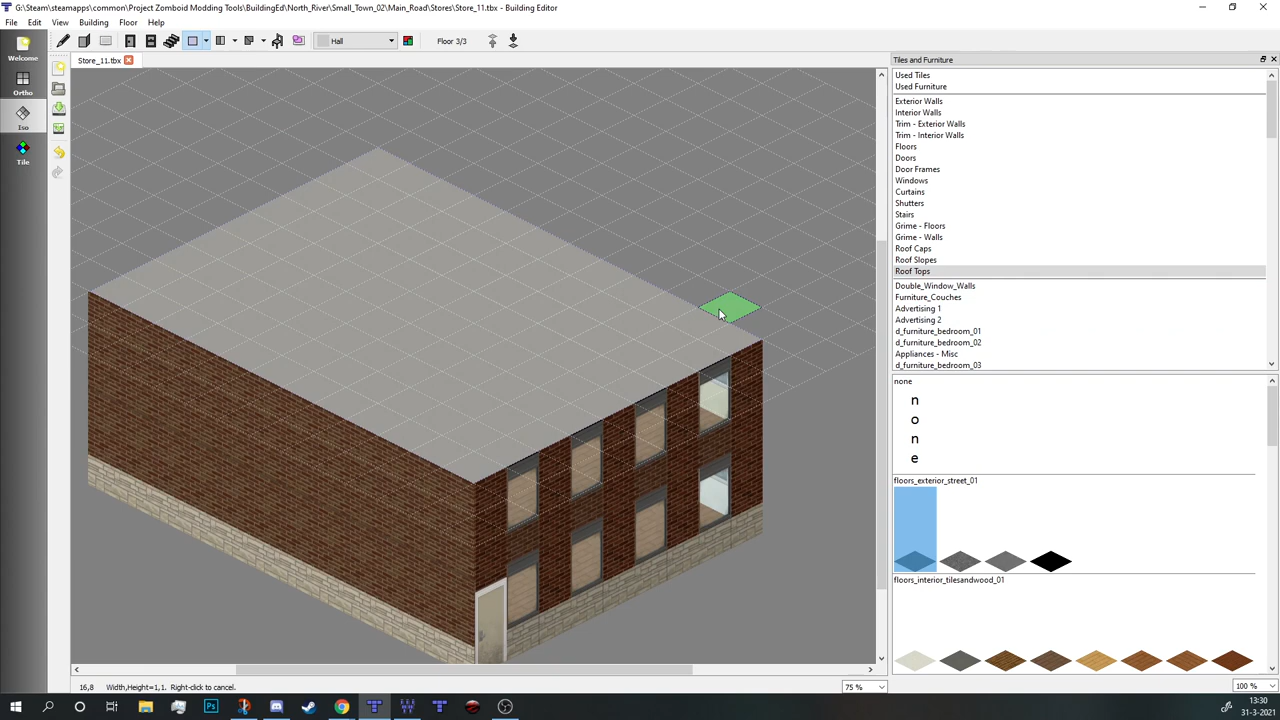 G:\Steam\steamapps\common\Project Zomboid Modding Tools\BuildingEd\North_River\Small_Town_02\Main_Road\Stores\Store_11.tbx - Building Editor
File Edit View Building Floor Help
Welcome
Ortho
Iso
Tile
Hall
Floor 3/3
Store_11.tbx
Tiles and Furniture
Used Tiles
Used Furniture
Exterior Walls
Interior Walls
Trim - Exterior Walls
Trim - Interior Walls
Floors
Doors
Door Frames
Windows
Curtains
Shutters
Stairs
Grime - Floors
Grime - Walls
Roof Caps
Roof Slopes
Roof Tops
Double_Window_Walls
Furniture_Couches
Advertising 1
Advertising 2
d_furniture_bedroom_01
d_furniture_bedroom_02
Appliances - Misc
d_furniture_bedroom_03
none
n
o
n
e
floors_exterior_street_01
floors_interior_tilesandwood_01
16,8 Width,Height=1,1. Right-click to cancel.
75 %
100 %
13:30
31-3-2021